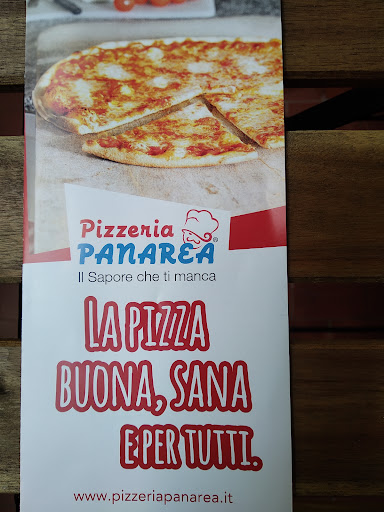 Pizzeria
PANAREA®
Il Sapore che ti manca
LA PIZZA
BUONA, SANA
E PER TUTTI.
www.pizzeriapanarea.it